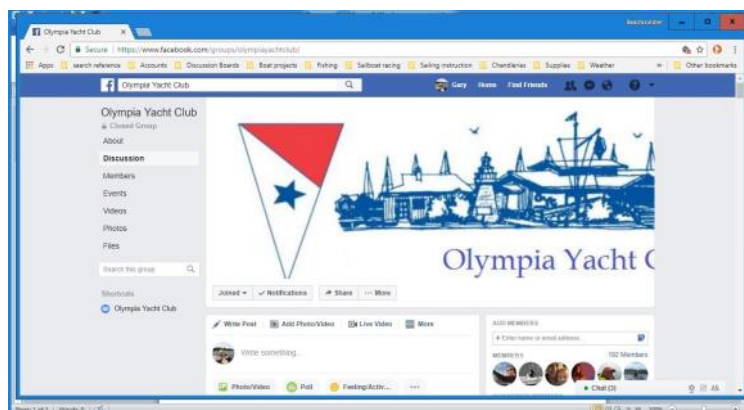 Olympia Yacht Club
Secure https://www.facebook.com/groups/olympiayachtclub/
Apps search reference Accounts Discussion Boards Boat projects Fishing Sailboat racing Sailing instruction Chandleries Supplies Weather » Other bookmarks
Olympia Yacht Club
Gary Home Find Friends
Olympia Yacht Club
Closed Group
About
Discussion
Members
Events
Videos
Photos
Files
Search this group
Shortcuts
Olympia Yacht Club
Olympia Yacht C
Joined Notifications Share More
Write Post Add Photo/Video Live Video More
Write something...
Photo/Video Poll Feeling/Activ...
ADD MEMBERS
+ Enter name or email address...
MEMBERS 192 Members
Chat (3)